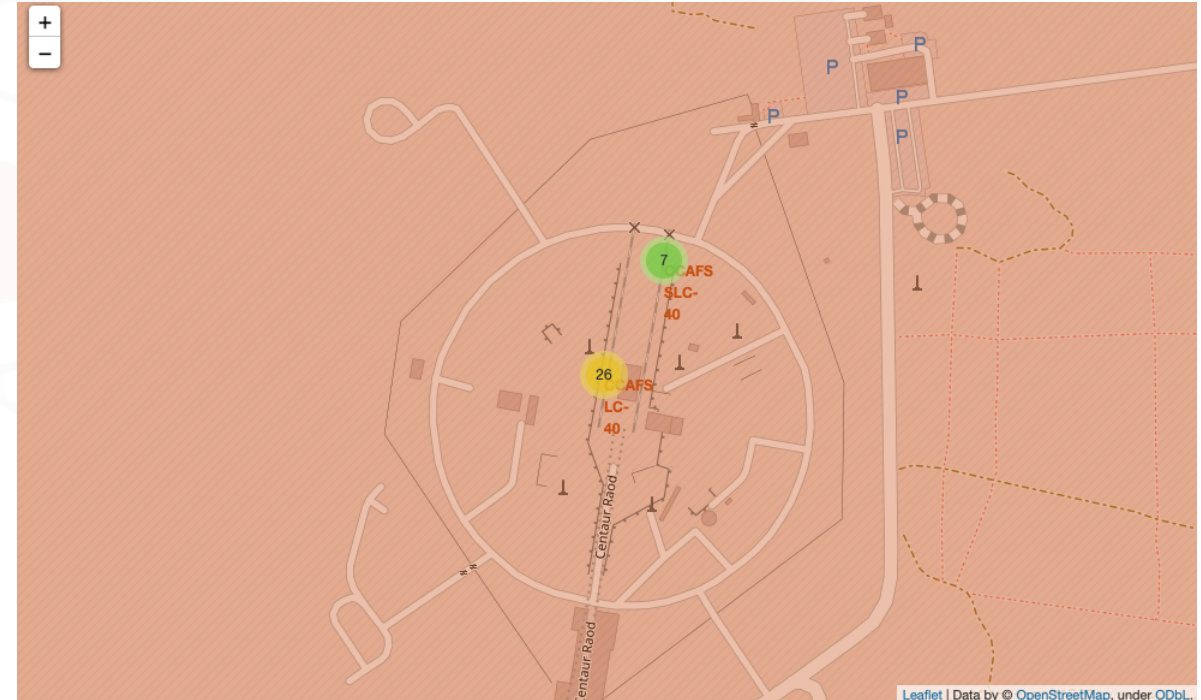 +
−
P
P
P
P
P
7
CCAFS
SLC-
40
26
CCAFS
LC-
40
Centaur Raod
Centaur Raod
Leaflet | Data by © OpenStreetMap, under ODbL.